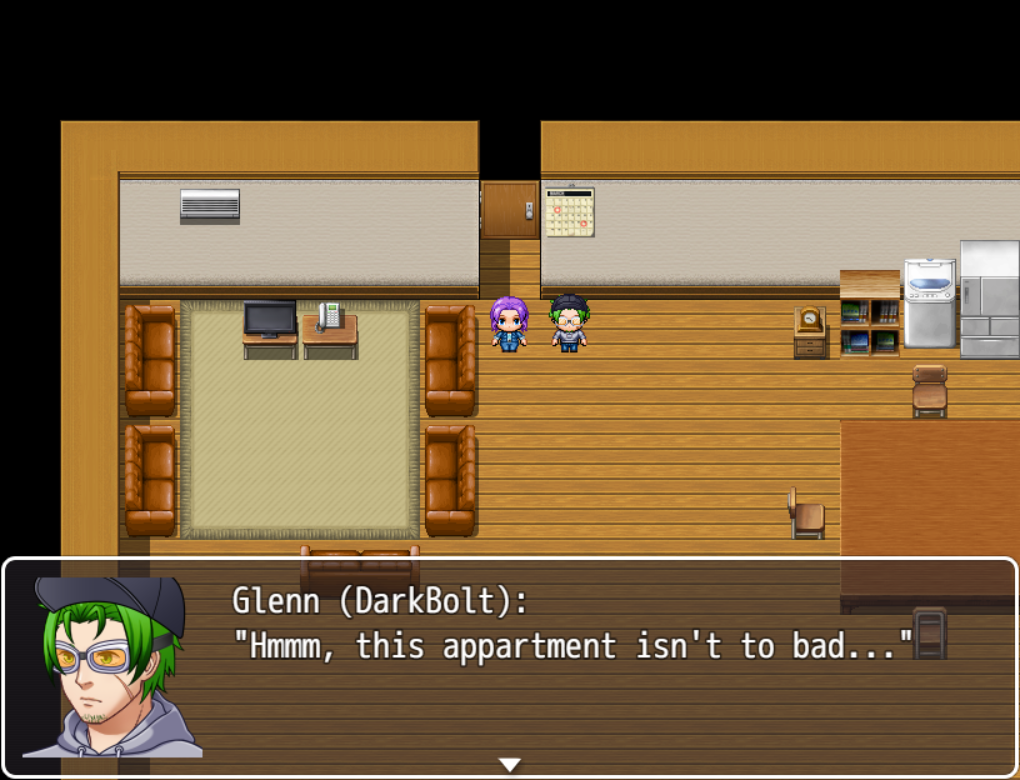 Glenn (DarkBolt):
"Hmmm, this appartment isn't to bad..."